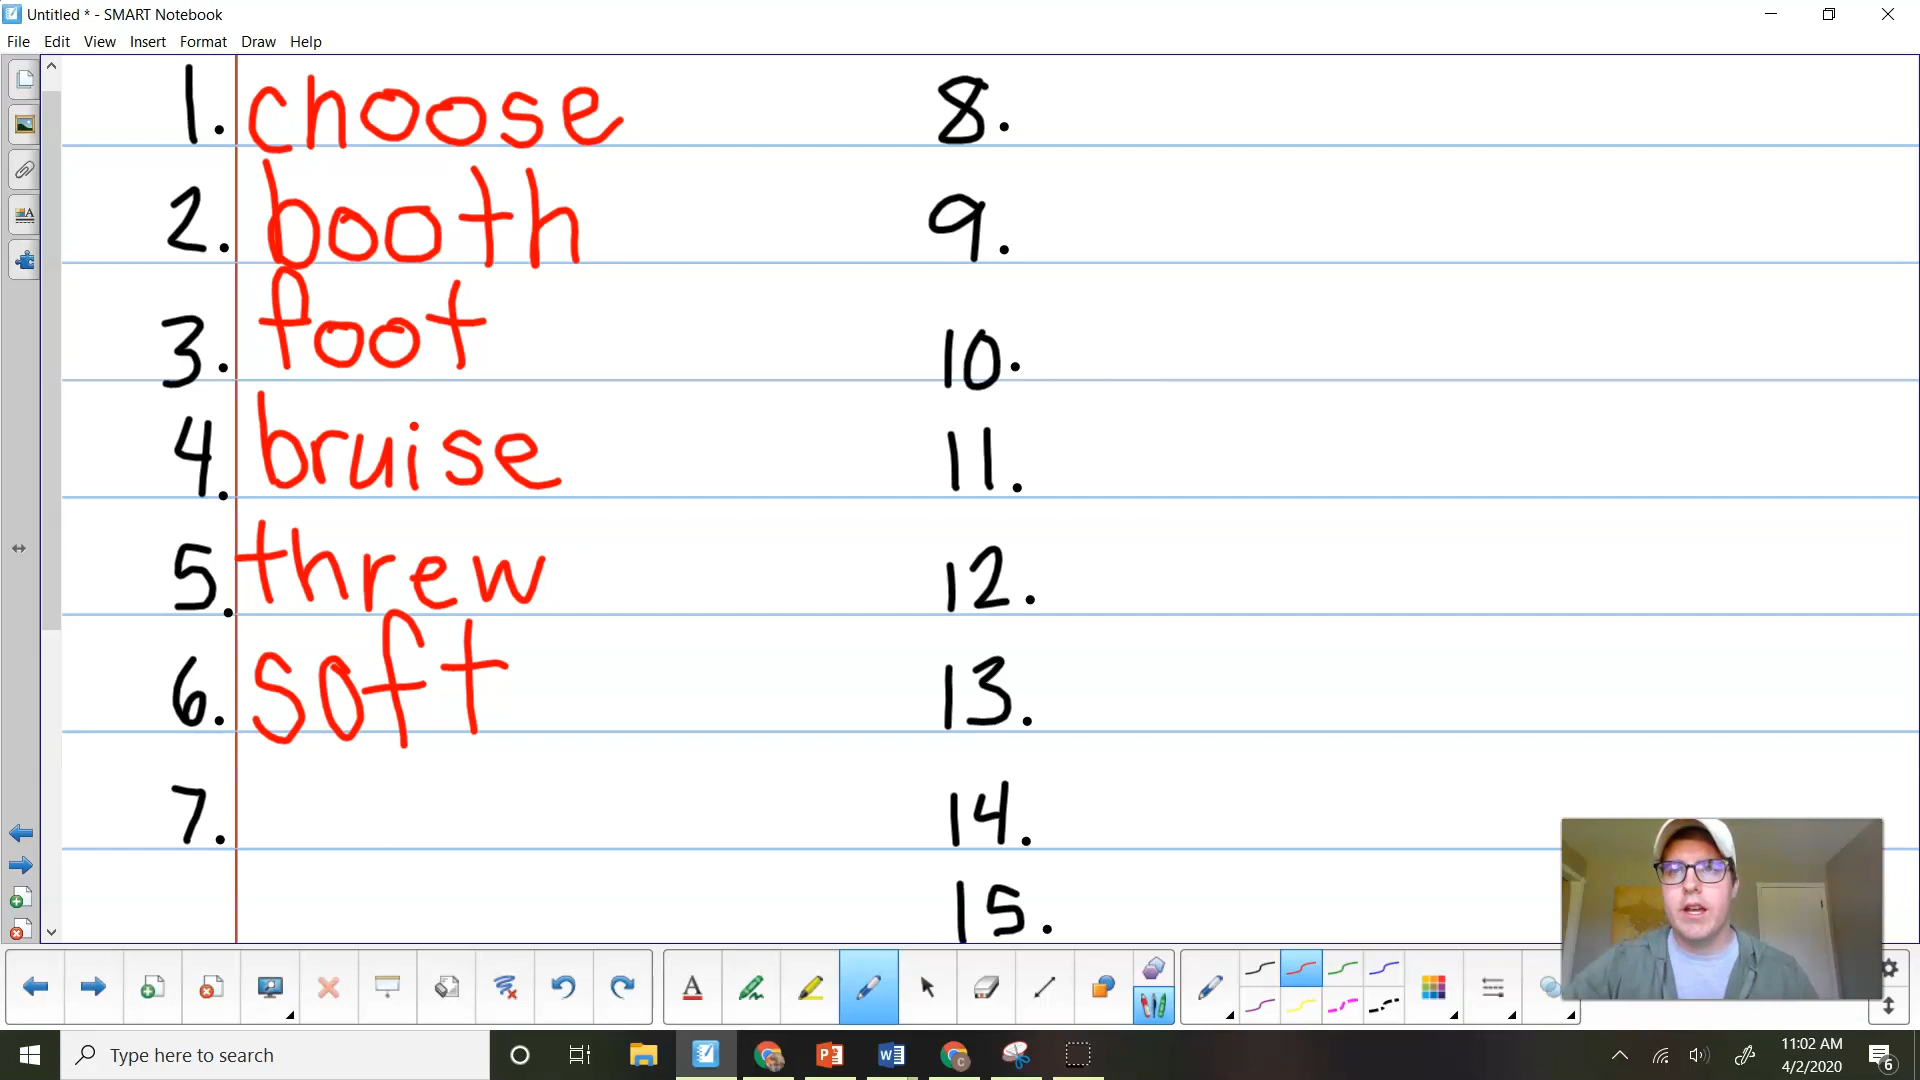 Untitled * - SMART Notebook
File Edit View Insert Format Draw Help
1. choose
2. booth
3. foot
4. bruise
5. threw
6. soft
7.
8.
9.
10.
11.
12.
13.
14.
15.
Type here to search
11:02 AM
4/2/2020
6